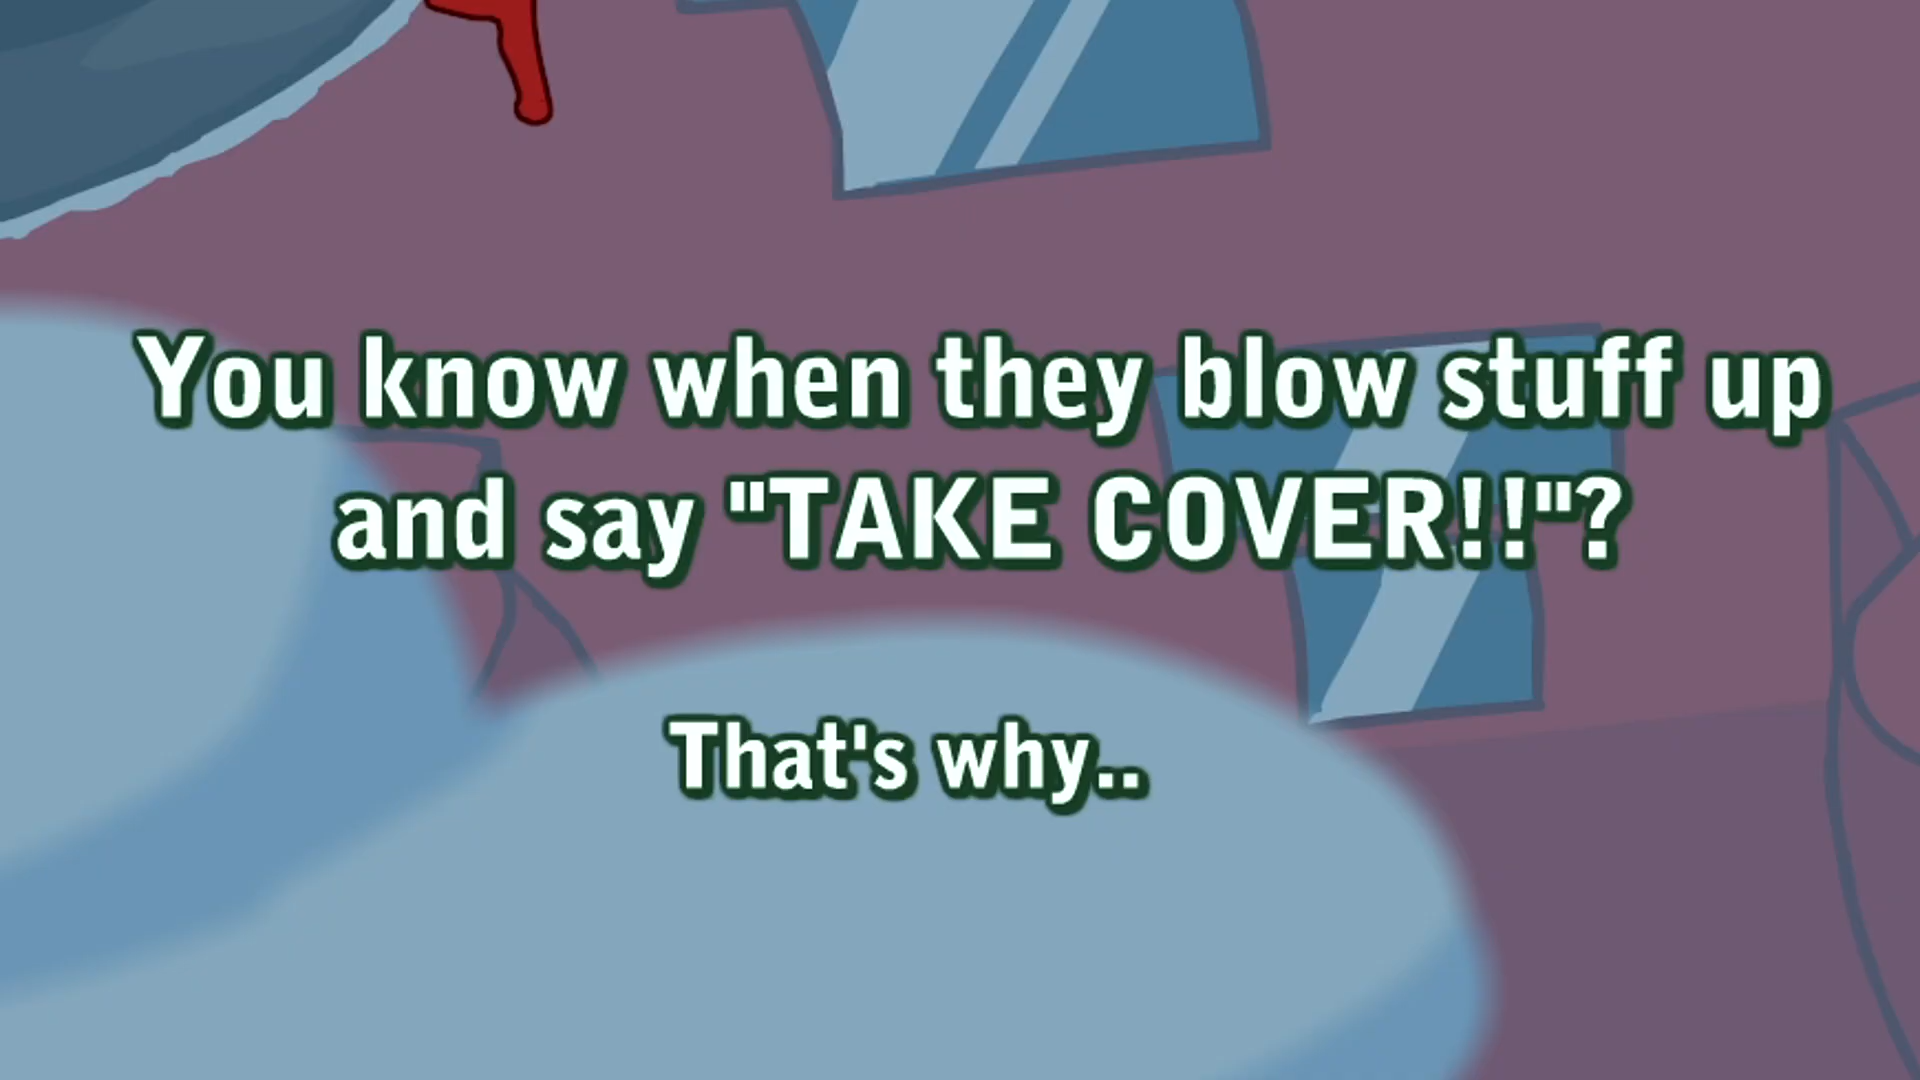 You know when they blow stuff up
and say "TAKE COVER!!"?
That's why..